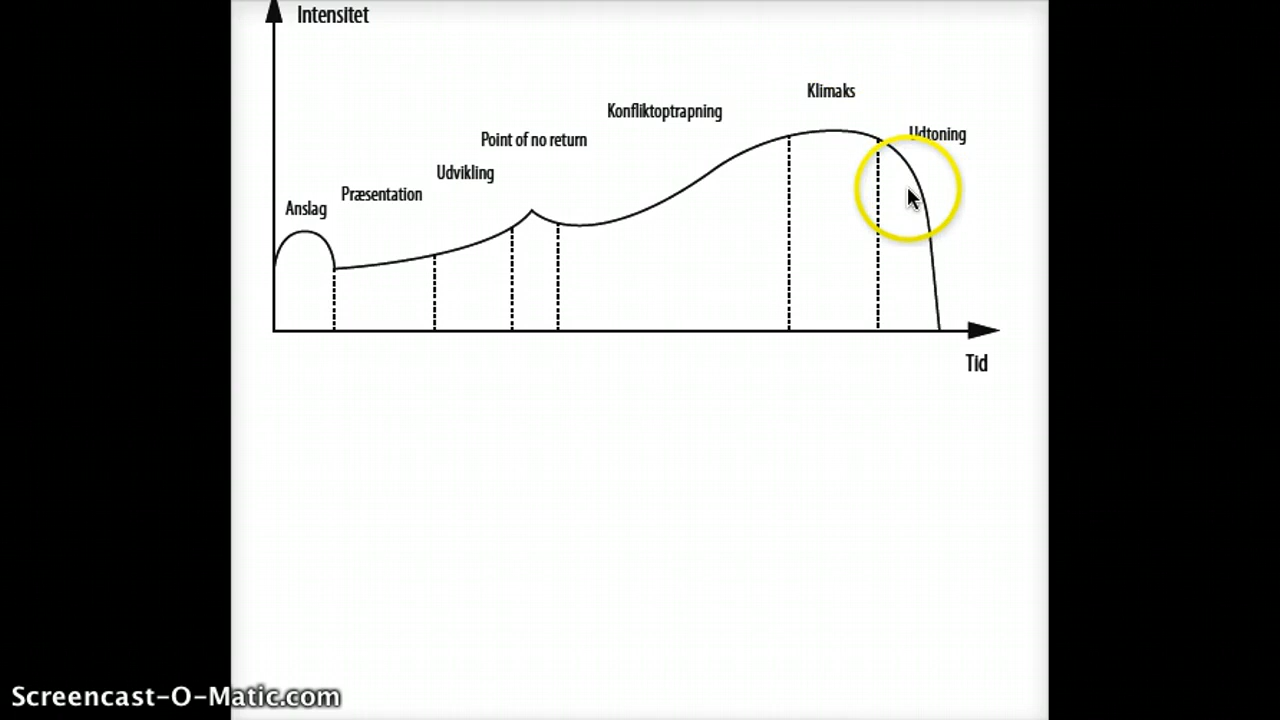 Intensitet
Klimaks
Konfliktoptrapning
Udtoning
Point of no return
Udvikling
Præsentation
Anslag
Tid
Screencast-O-Matic.com